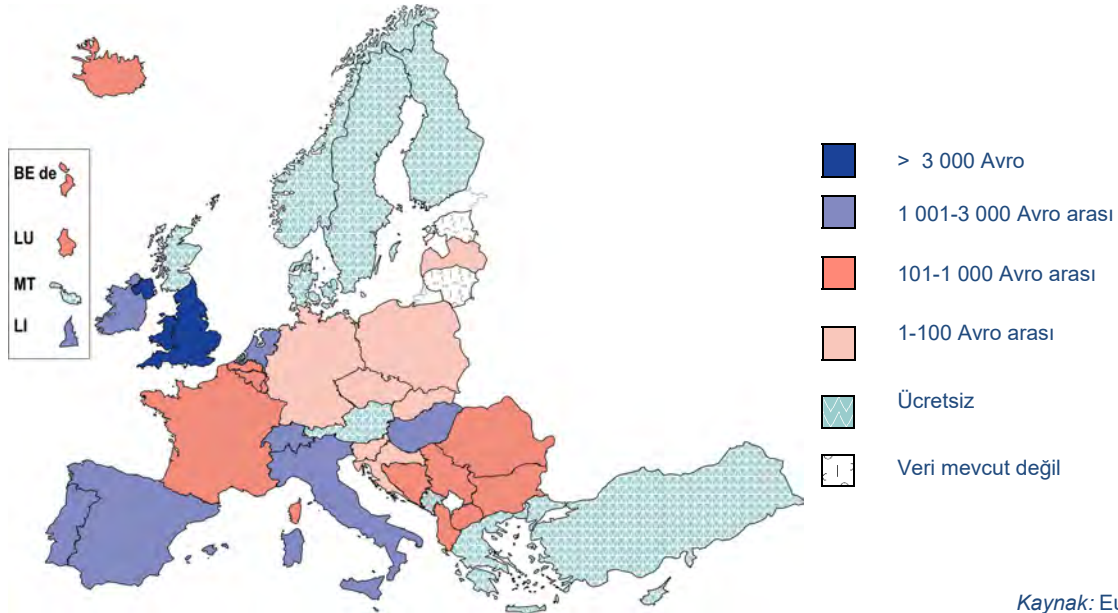 BE de
LU
MT
LI
> 3 000 Avro
1 001-3 000 Avro arası
101-1 000 Avro arası
1-100 Avro arası
Ücretsiz
Veri mevcut değil
Kaynak: Eu